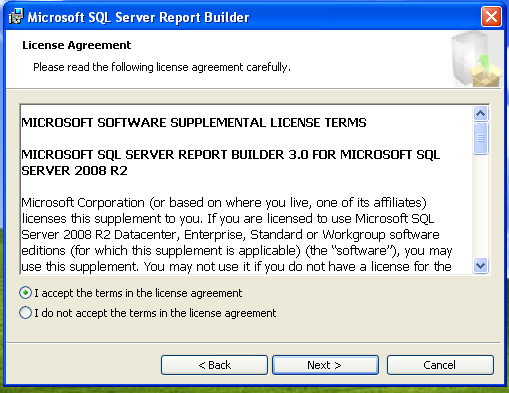 Microsoft SQL Server Report Builder
License Agreement
Please read the following license agreement carefully.
MICROSOFT SOFTWARE SUPPLEMENTAL LICENSE TERMS
MICROSOFT SQL SERVER REPORT BUILDER 3.0 FOR MICROSOFT SQL
SERVER 2008 R2
Microsoft Corporation (or based on where you live, one of its affiliates)
licenses this supplement to you. If you are licensed to use Microsoft SQL
Server 2008 R2 Datacenter, Enterprise, Standard or Workgroup software
editions (for which this supplement is applicable) (the “software”), you may
use this supplement. You may not use it if you do not have a license for the
I accept the terms in the license agreement
I do not accept the terms in the license agreement
< Back
Next >
Cancel